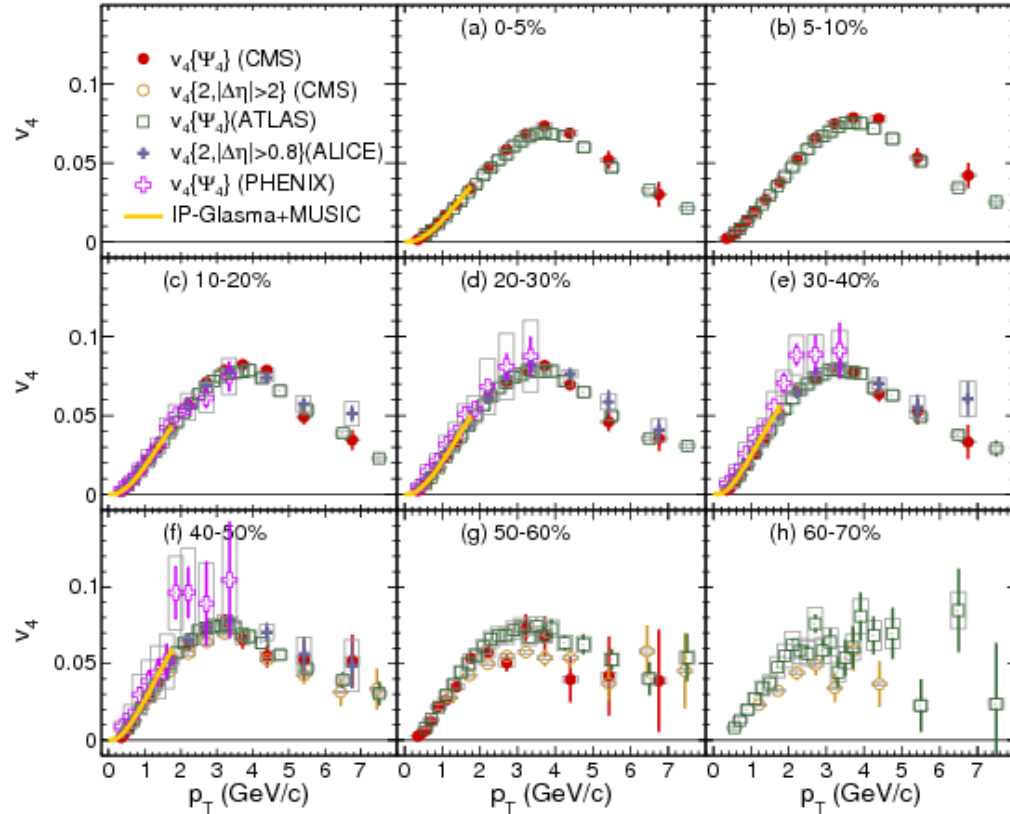 (a) 0-5%
(b) 5-10%
v₄{Ψ₄} (CMS)
v₄{2,|Δη|>2} (CMS)
v₄{Ψ₄}(ATLAS)
v₄{2,|Δη|>0.8}(ALICE)
v₄{Ψ₄} (PHENIX)
IP-Glasma+MUSIC
v₄
0.1
0.05
0
(c) 10-20%
(d) 20-30%
(e) 30-40%
v₄
0.1
0.05
0
(f) 40-50%
(g) 50-60%
(h) 60-70%
v₄
0.1
0.05
0
0 1 2 3 4 5 6 7
0 1 2 3 4 5 6 7
0 1 2 3 4 5 6 7
p_T (GeV/c)
p_T (GeV/c)
p_T (GeV/c)